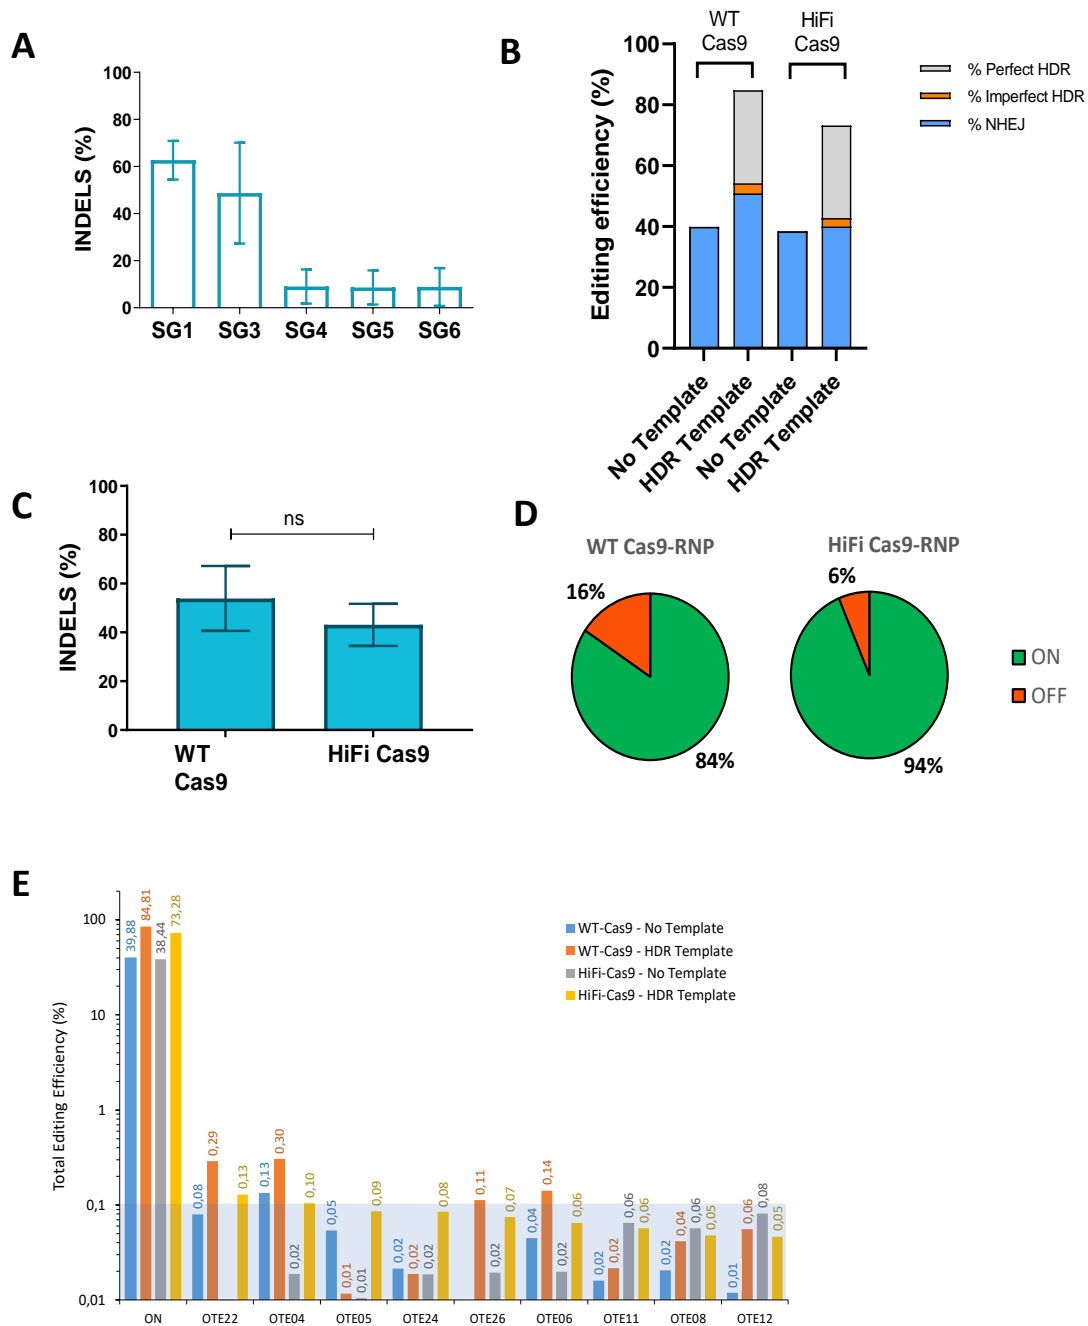 A
INDELS (%)
100
80
60
40
20
0
SG1 SG3 SG4 SG5 SG6
B
WT
Cas9
HiFi
Cas9
Editing efficiency (%)
100
80
60
40
20
0
No Template
HDR Template
No Template
HDR Template
% Perfect HDR
% Imperfect HDR
% NHEJ
C
INDELS (%)
100
80
60
40
20
0
ns
WT
Cas9
HiFi Cas9
D
WT Cas9-RNP
16%
84%
HiFi Cas9-RNP
6%
94%
ON
OFF
E
Total Editing Efficiency (%)
100
10
1
0,1
0,01
39,88 84,81 38,44 73,28
0,08 0,29 0,13
0,13 0,30 0,02 0,10
0,05 0,01 0,01 0,09
0,02 0,02 0,02 0,08
0,11 0,02 0,07
0,04 0,14 0,02 0,06
0,02 0,02 0,06 0,06
0,02 0,04 0,06 0,05
0,01 0,06 0,08 0,05
ON OTE22 OTE04 OTE05 OTE24 OTE26 OTE06 OTE11 OTE08 OTE12
WT-Cas9 - No Template
WT-Cas9 - HDR Template
HiFi-Cas9 - No Template
HiFi-Cas9 - HDR Template